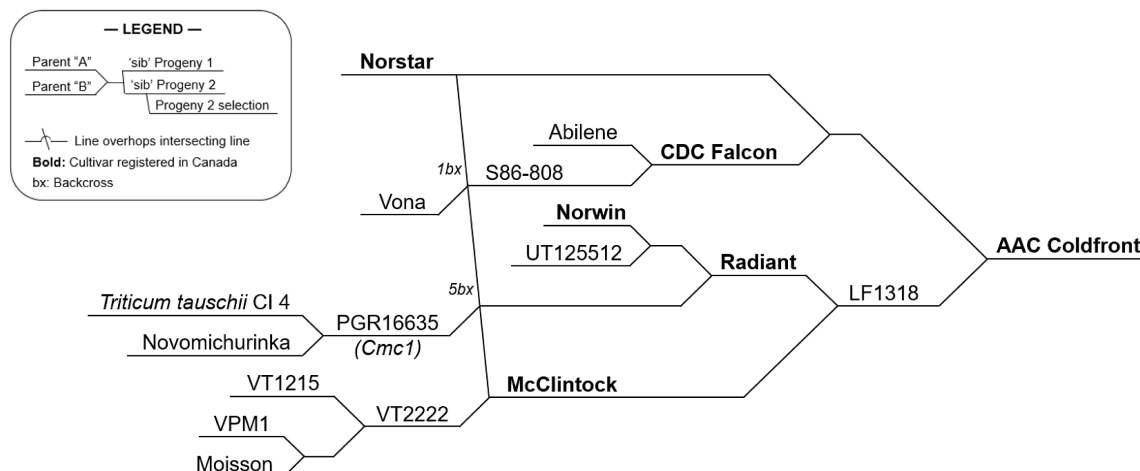 — LEGEND —
Parent “A”
‘sib’ Progeny 1
Parent “B”
‘sib’ Progeny 2
Progeny 2 selection
Line overhops intersecting line
Bold: Cultivar registered in Canada
bx: Backcross
Norstar
Abilene
CDC Falcon
1bx
S86-808
Vona
Norwin
UT125512
Radiant
AAC Coldfront
5bx
LF1318
Triticum tauschii CI 4
PGR16635
Novomichurinka
(Cmc1)
McClintock
VT1215
VT2222
VPM1
Moisson